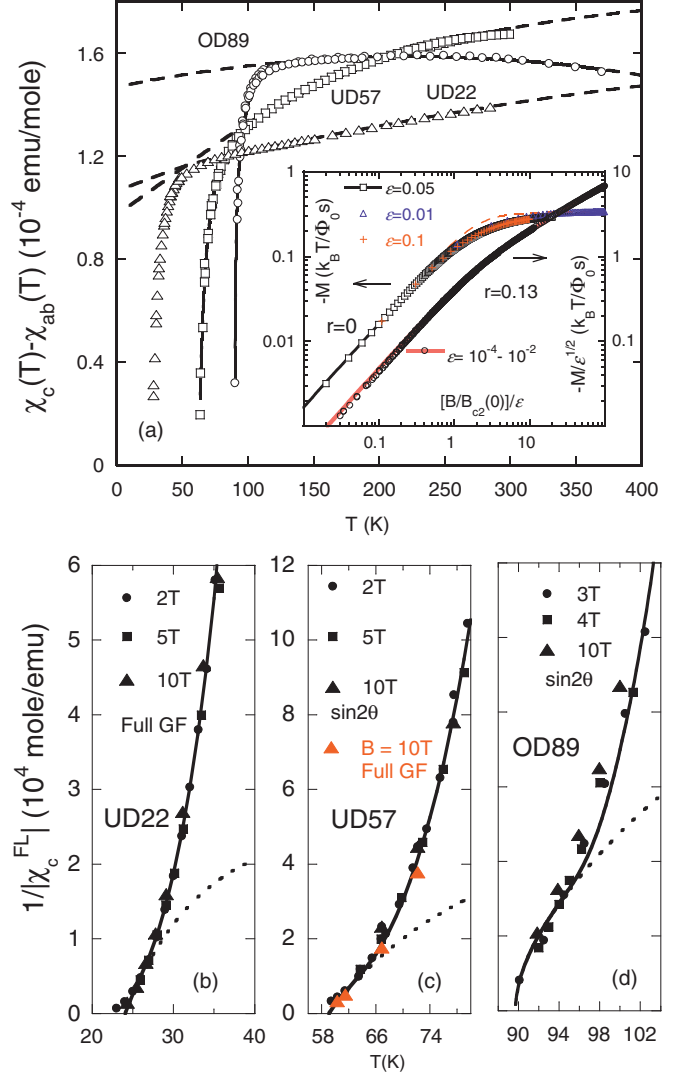 (a)
OD89
UD57
UD22
χc(T)-χab(T) (10-4 emu/mole)
1.6
1.2
0.8
0.4
0
0 50 100 150 200 250 300 350 400
T (K)
ε=0.05
ε=0.01
ε=0.1
r=0
r=0.13
ε= 10-4 - 10-2
-M (kBT/Φ0s)
1
0.1
0.01
-M/ε1/2 (kBT/Φ0s)
10
1
0.1
0.1 1 10
[B/Bc2(0)]/ε
1/|χcFL| (104 mole/emu)
6
5
4
3
2
1
0
2T
5T
10T
Full GF
UD22
(b)
20 30 40
12
10
8
6
4
2
0
2T
5T
10T
sin2θ
B = 10T
Full GF
UD57
(c)
58 66 74
T(K)
3T
4T
10T
sin2θ
OD89
(d)
90 94 98 102